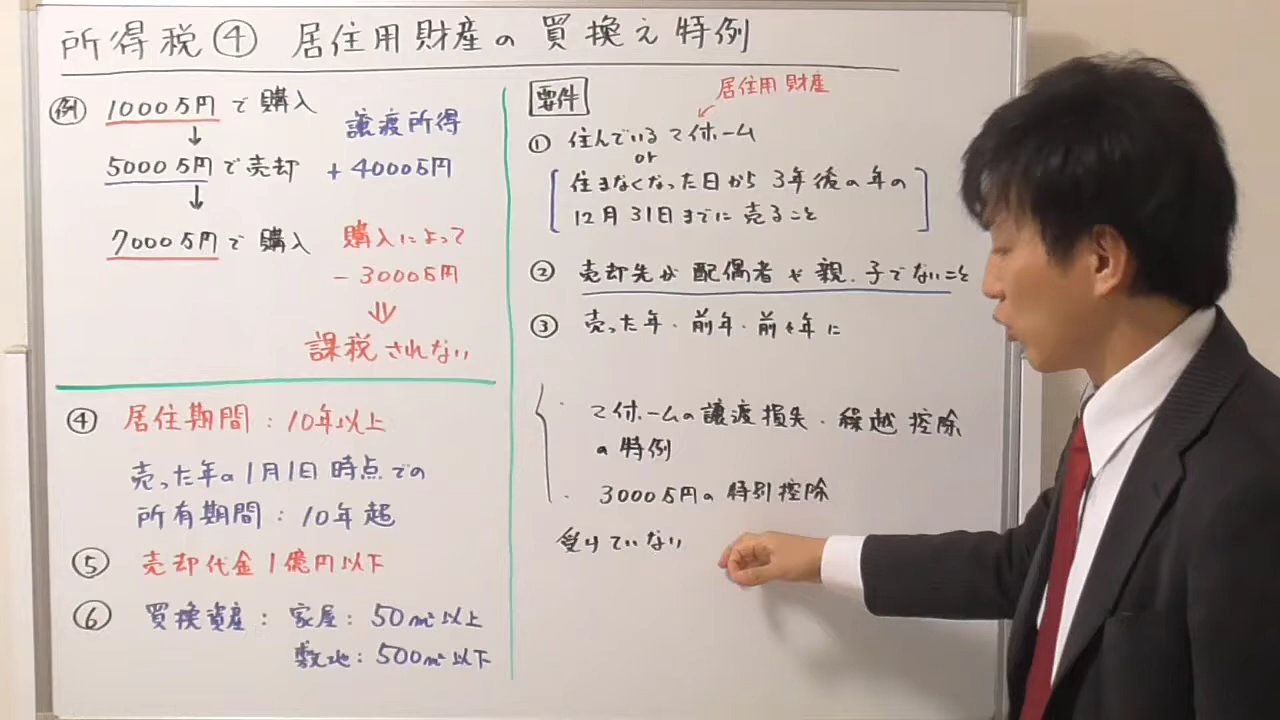 所得税④ 居住用財産の買換え特例
例 1000万円で購入
↓
5000万円で売却
↓
7000万円で購入
譲渡所得
+4000万円
購入によって
-3000万円
⇓
課税されない
要件
居住用財産
① 住んでいるマイホーム
or
[住まなくなった日から3年後の年の
12月31日までに売ること]
② 売却先が配偶者や親、子でないこと
③ 売った年・前年・前々年に
・マイホームの譲渡損失・繰越控除
の特例
・3000万円の特別控除
受けていない
④ 居住期間:10年以上
売った年の1月1日時点での
所有期間:10年超
⑤ 売却代金1億円以下
⑥ 買換資産:家屋:50㎡以上
敷地:500㎡以下